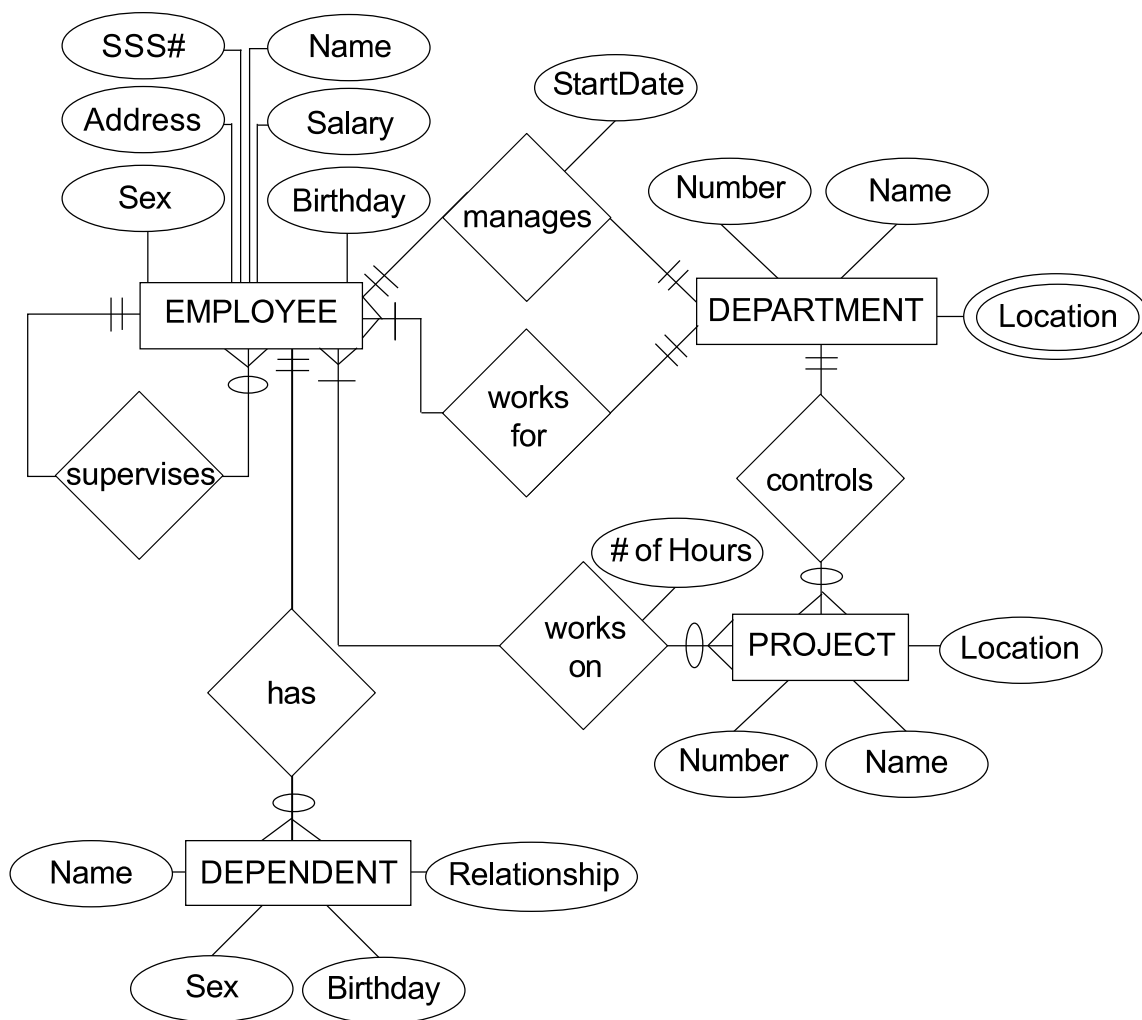 SSS#
Name
StartDate
Address
Salary
Sex
Birthday
manages
Number
Name
EMPLOYEE
DEPARTMENT
Location
works
for
supervises
controls
# of Hours
works
on
PROJECT
Location
has
Number
Name
Name
DEPENDENT
Relationship
Sex
Birthday